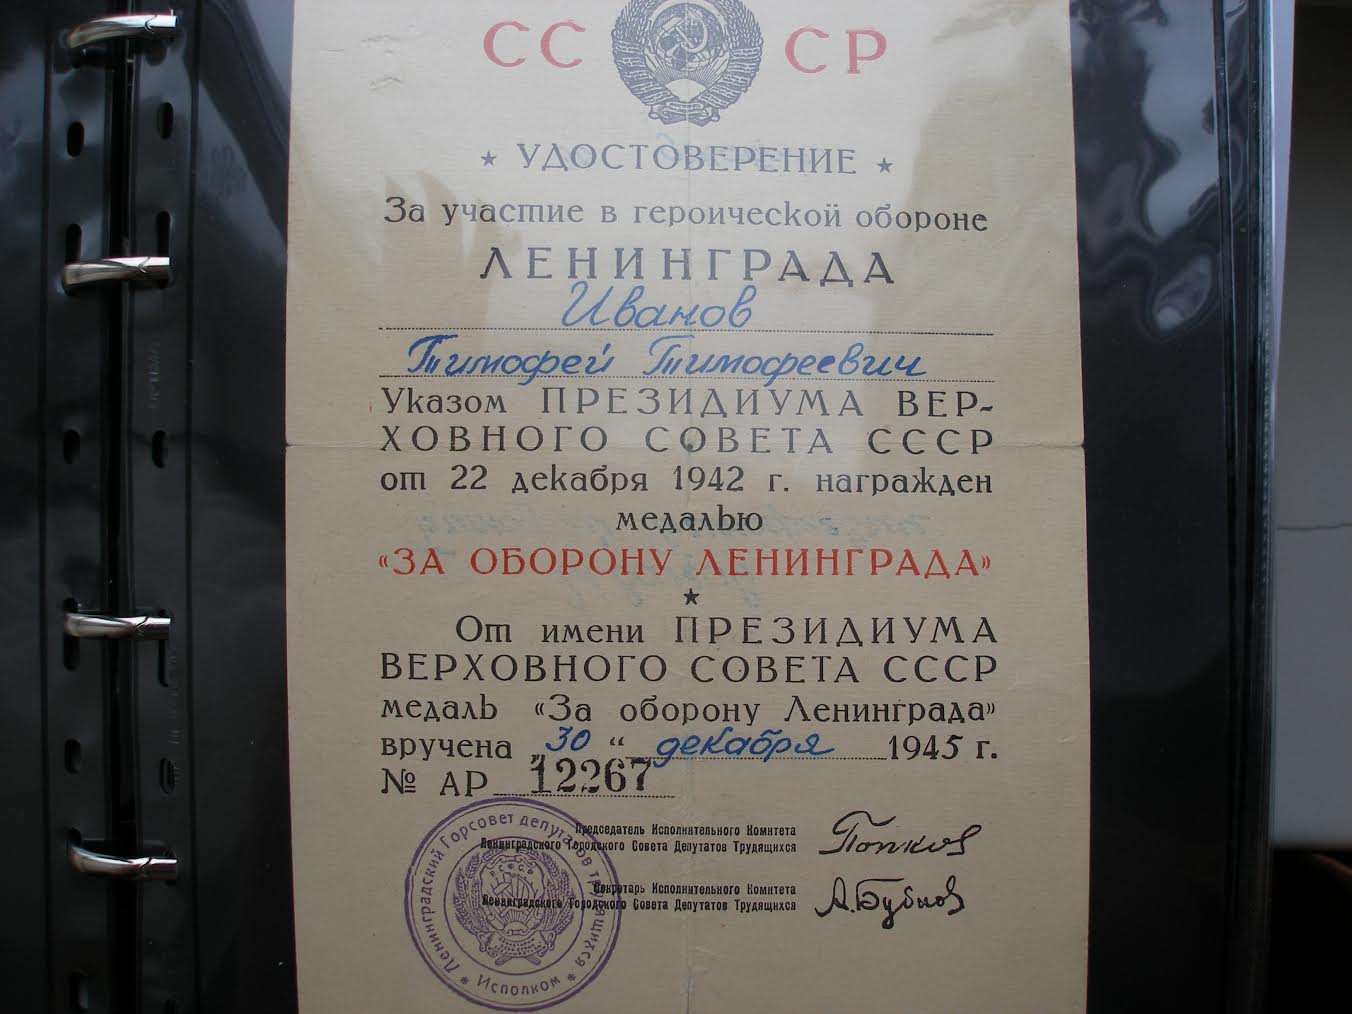 СС СР
★ УДОСТОВЕРЕНИЕ ★
За участие в героической обороне
ЛЕНИНГРАДА
Иванов
Тимофей Тимофеевич
Указом ПРЕЗИДИУМА ВЕР-
ХОВНОГО СОВЕТА СССР
от 22 декабря 1942 г. награжден
медалью
«ЗА ОБОРОНУ ЛЕНИНГРАДА»
★
От имени ПРЕЗИДИУМА
ВЕРХОВНОГО СОВЕТА СССР
медаль «За оборону Ленинграда»
вручена „30“ декабря 1945 г.
№ АР 12267
Председатель Исполнительного Комитета
Ленинградского Городского Совета Депутатов Трудящихся
Попков
Секретарь Исполнительного Комитета
Ленинградского Городского Совета Депутатов Трудящихся
А.Бубнов
Ленинградский Горсовет депутатов трудящихся
★ Исполком ★
РСФСР